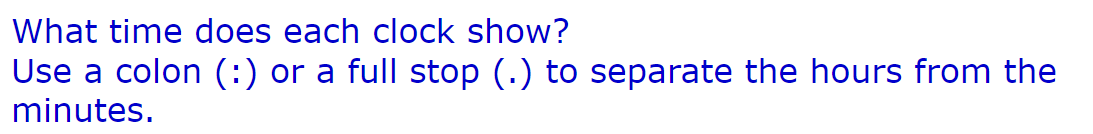 What time does each clock show?
Use a colon (:) or a full stop (.) to separate the hours from the
minutes.